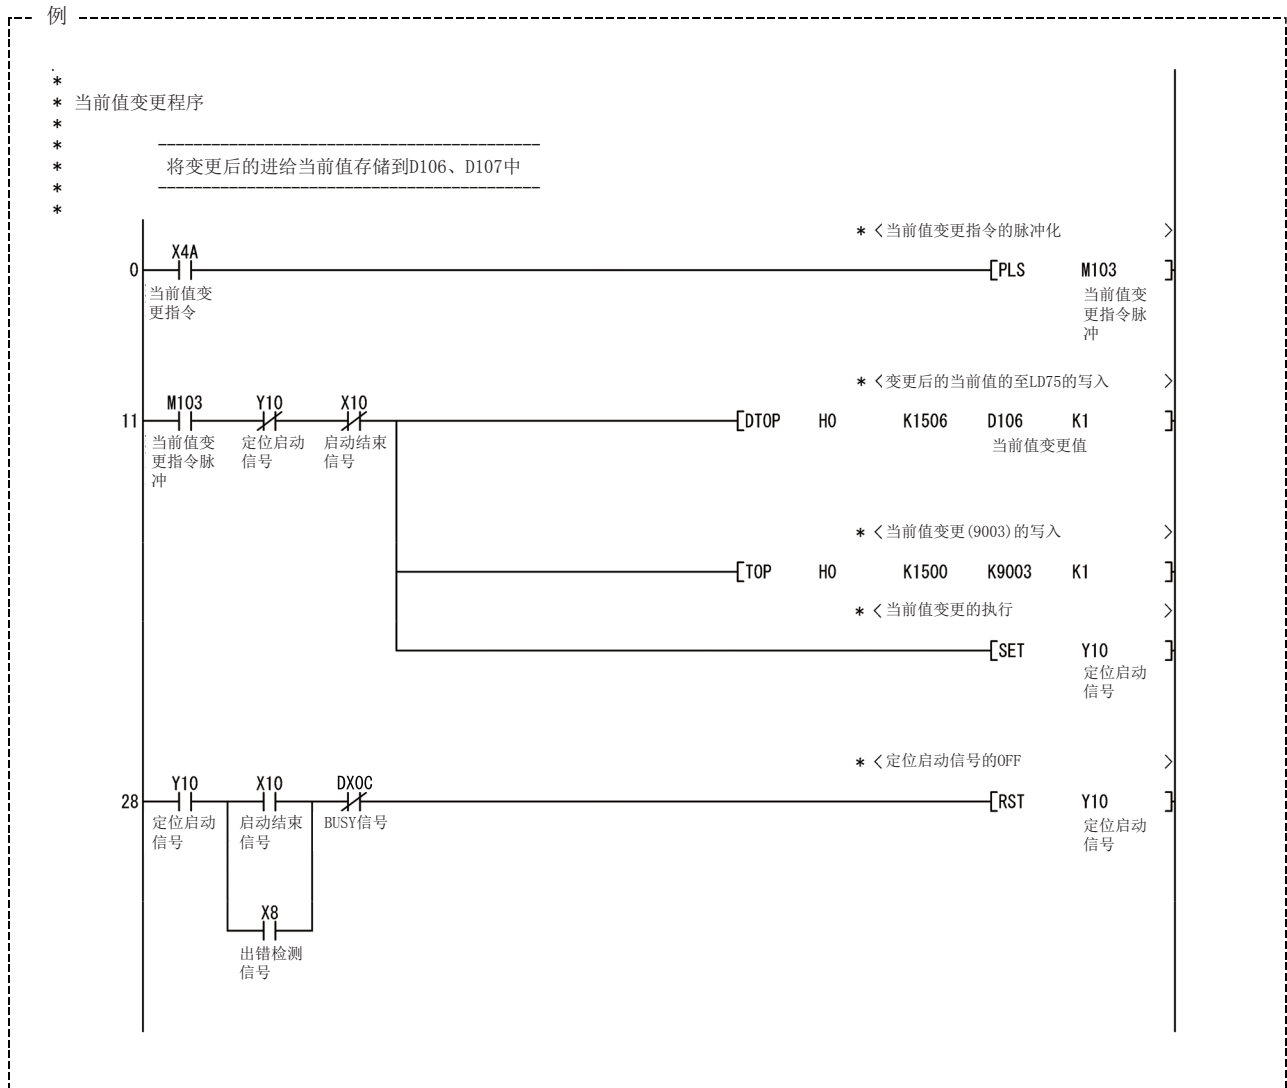 例
*
* 当前值变更程序
*
*
* 将变更后的进给当前值存储到D106、D107中
*
*
* <当前值变更指令的脉冲化 >
X4A
0 [PLS M103 ]
当前值变
更指令
当前值变
更指令脉
冲
* <变更后的当前值的至LD75的写入 >
M103 Y10 X10
11 [DTOP H0 K1506 D106 K1 ]
当前值变
更指令脉
冲
定位启动
信号
启动结束
信号
当前值变更值
* <当前值变更(9003)的写入 >
[TOP H0 K1500 K9003 K1 ]
* <当前值变更的执行 >
[SET Y10 ]
定位启动
信号
* <定位启动信号的OFF >
Y10 X10 DX0C
28 [RST Y10 ]
定位启动
信号
启动结束
信号
BUSY信号
定位启动
信号
X8
出错检测
信号